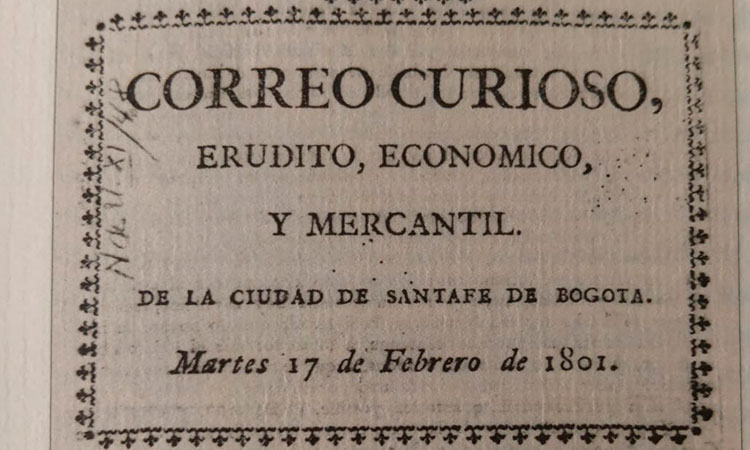 CORREO CURIOSO,
ERUDITO, ECONOMICO,
Y MERCANTIL.
DE LA CIUDAD DE SANTAFE DE BOGOTA.
Martes 17 de Febrero de 1801.